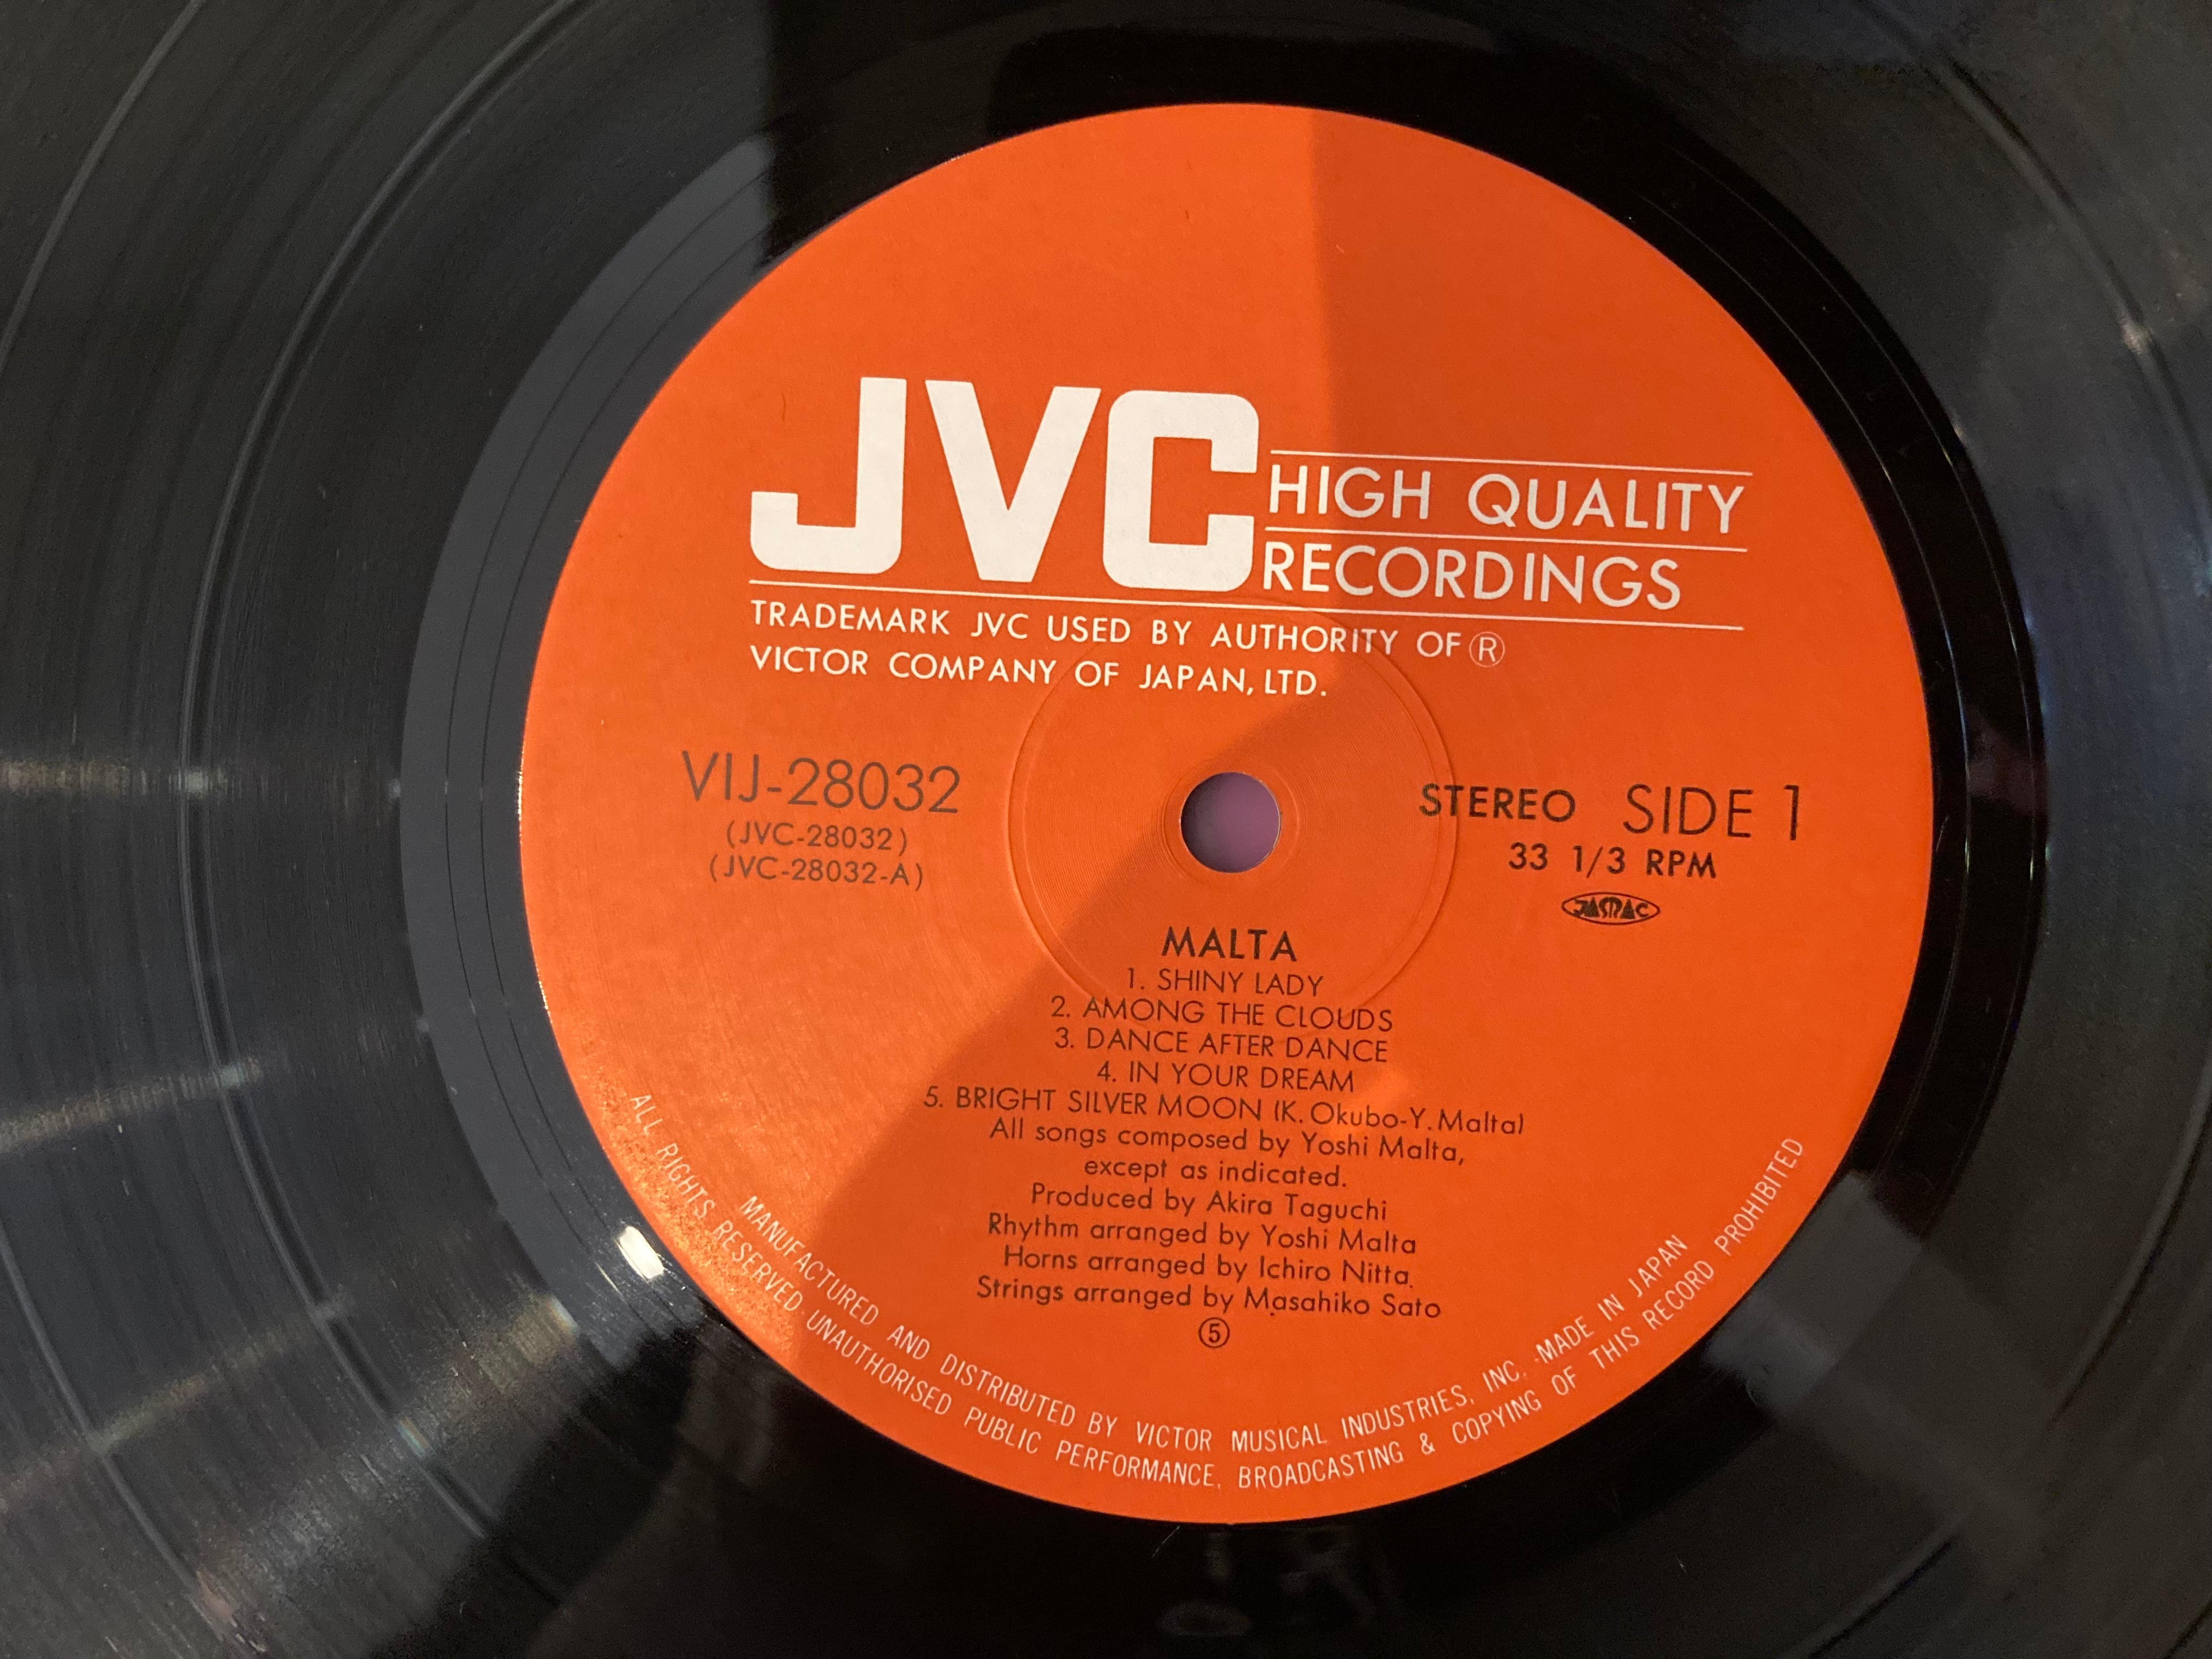 JVC HIGH QUALITY
RECORDINGS
TRADEMARK JVC USED BY AUTHORITY OF ®
VICTOR COMPANY OF JAPAN, LTD.
VIJ-28032
(JVC-28032)
(JVC-28032-A)
STEREO SIDE 1
33 1/3 RPM
JASRAC
MALTA
1. SHINY LADY
2. AMONG THE CLOUDS
3. DANCE AFTER DANCE
4. IN YOUR DREAM
5. BRIGHT SILVER MOON (K. Okubo-Y. Malta)
All songs composed by Yoshi Malta,
except as indicated.
Produced by Akira Taguchi
Rhythm arranged by Yoshi Malta
Horns arranged by Ichiro Nitta.
Strings arranged by Masahiko Sato
⑤
MANUFACTURED AND DISTRIBUTED BY VICTOR MUSICAL INDUSTRIES, INC. ·MADE IN JAPAN
ALL RIGHTS RESERVED·UNAUTHORISED PUBLIC PERFORMANCE, BROADCASTING & COPYING OF THIS RECORD PROHIBITED